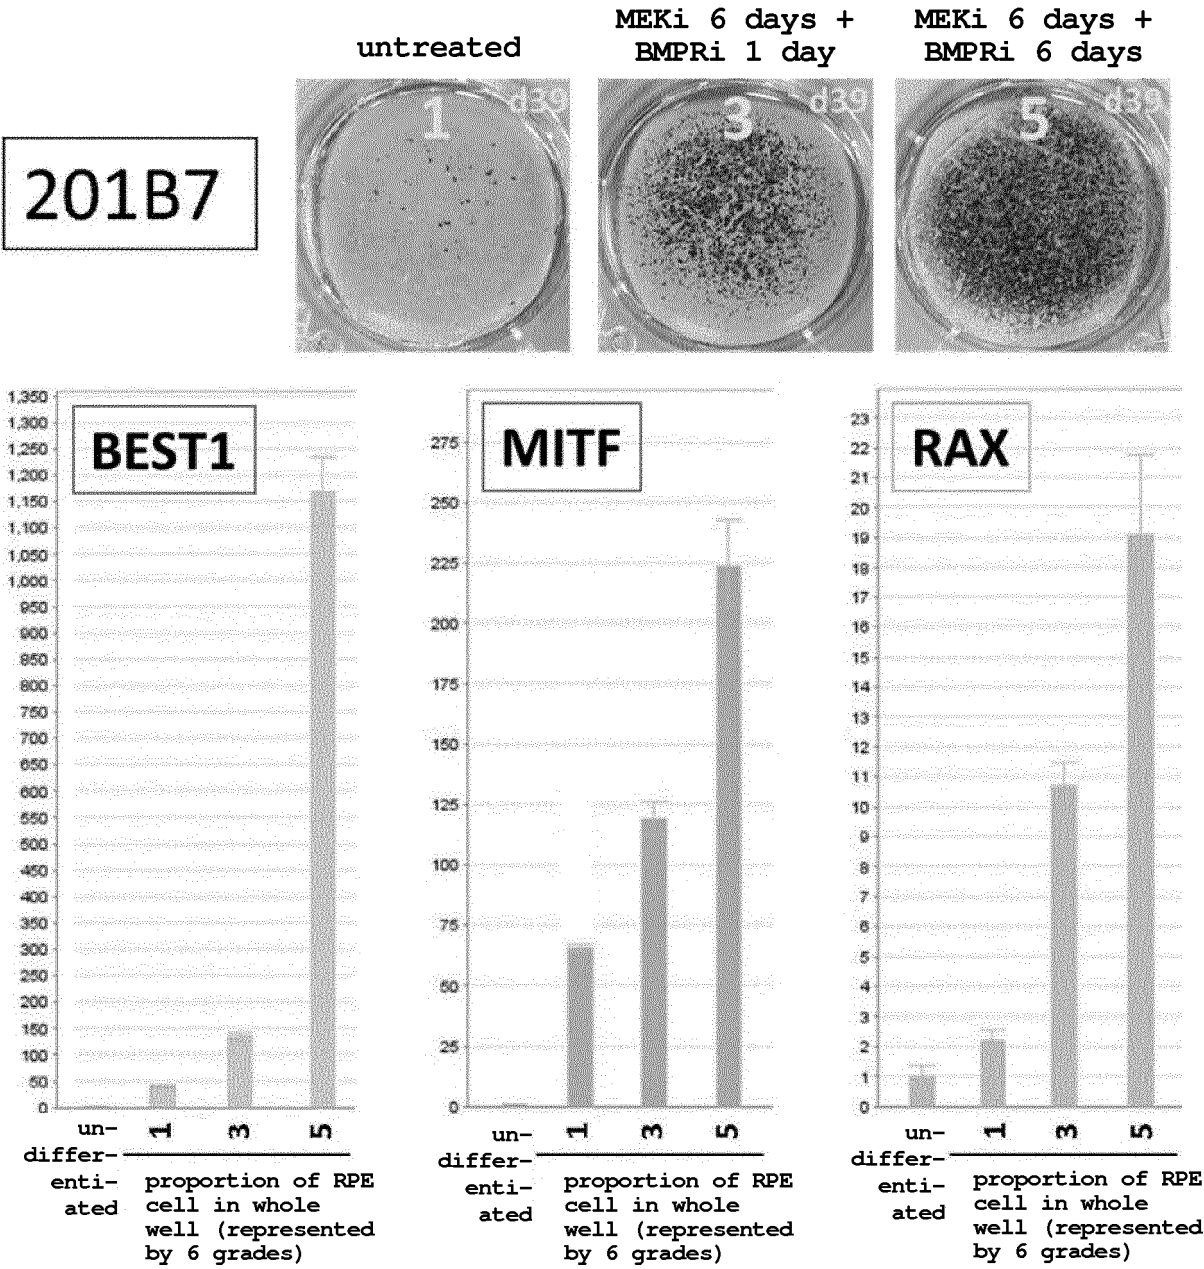 untreated
MEKi 6 days +
BMPRi 1 day
MEKi 6 days +
BMPRi 6 days
201B7
1
d39
3
d39
5
d39
BEST1
1,350
1,300
1,250
1,200
1,150
1,100
1,050
1,000
950
900
850
800
750
700
650
600
550
500
450
400
350
300
250
200
150
100
50
0
un-
differ-
enti-
ated
1
3
5
proportion of RPE
cell in whole
well (represented
by 6 grades)
MITF
275
250
225
200
175
150
125
100
75
50
25
0
un-
differ-
enti-
ated
1
3
5
proportion of RPE
cell in whole
well (represented
by 6 grades)
RAX
23
22
21
20
19
18
17
16
15
14
13
12
11
10
9
8
7
6
5
4
3
2
1
0
un-
differ-
enti-
ated
1
3
5
proportion of RPE
cell in whole
well (represented
by 6 grades)